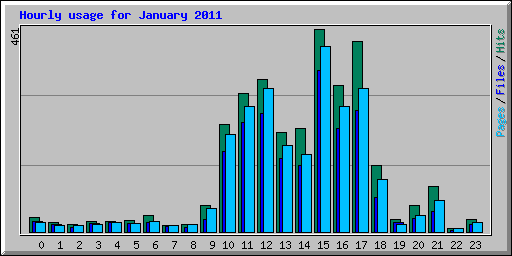 Hourly usage for January 2011
461
Pages/Files/Hits
0 1 2 3 4 5 6 7 8 9 10 11 12 13 14 15 16 17 18 19 20 21 22 23